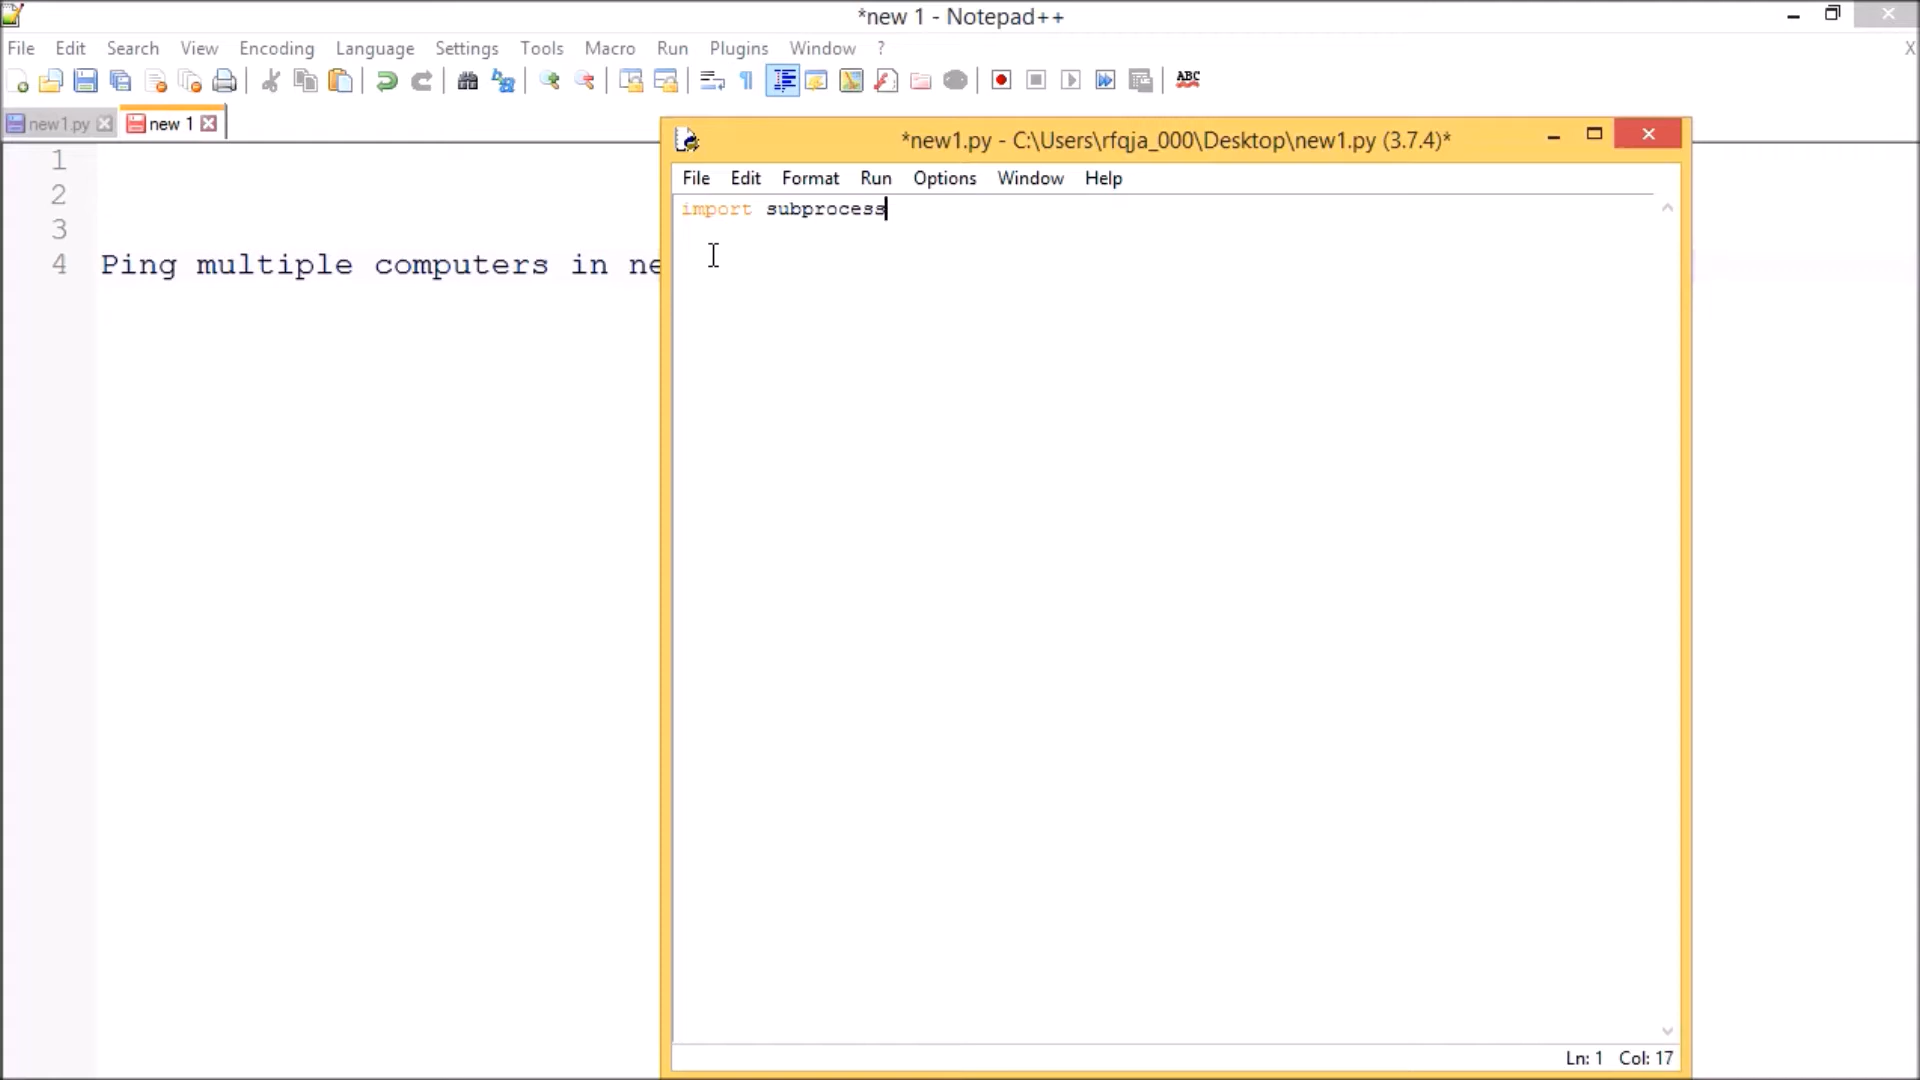 *new 1 - Notepad++
File Edit Search View Encoding Language Settings Tools Macro Run Plugins Window ? X
ABC
new1.py new 1
1
2
3
4 Ping multiple computers in ne
*new1.py - C:\Users\rfqja_000\Desktop\new1.py (3.7.4)*
File Edit Format Run Options Window Help
import subprocess
Ln: 1 Col: 17